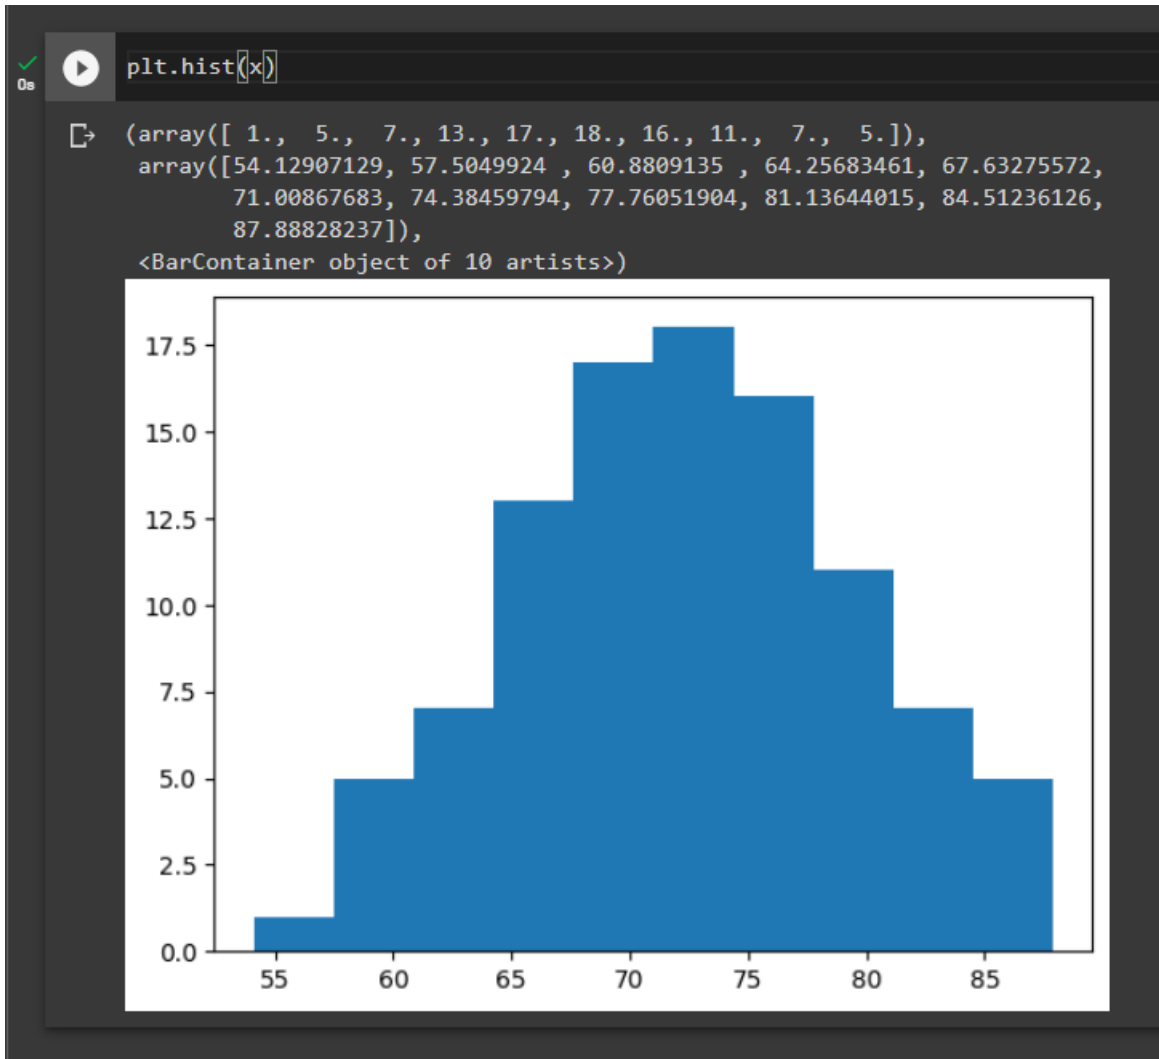 plt.hist(x)
0s
(array([ 1.,  5.,  7., 13., 17., 18., 16., 11.,  7.,  5.]),
array([54.12907129, 57.5049924 , 60.8809135 , 64.25683461, 67.63275572,
71.00867683, 74.38459794, 77.76051904, 81.13644015, 84.51236126,
87.88828237]),
<BarContainer object of 10 artists>)
17.5
15.0
12.5
10.0
7.5
5.0
2.5
0.0
55 60 65 70 75 80 85